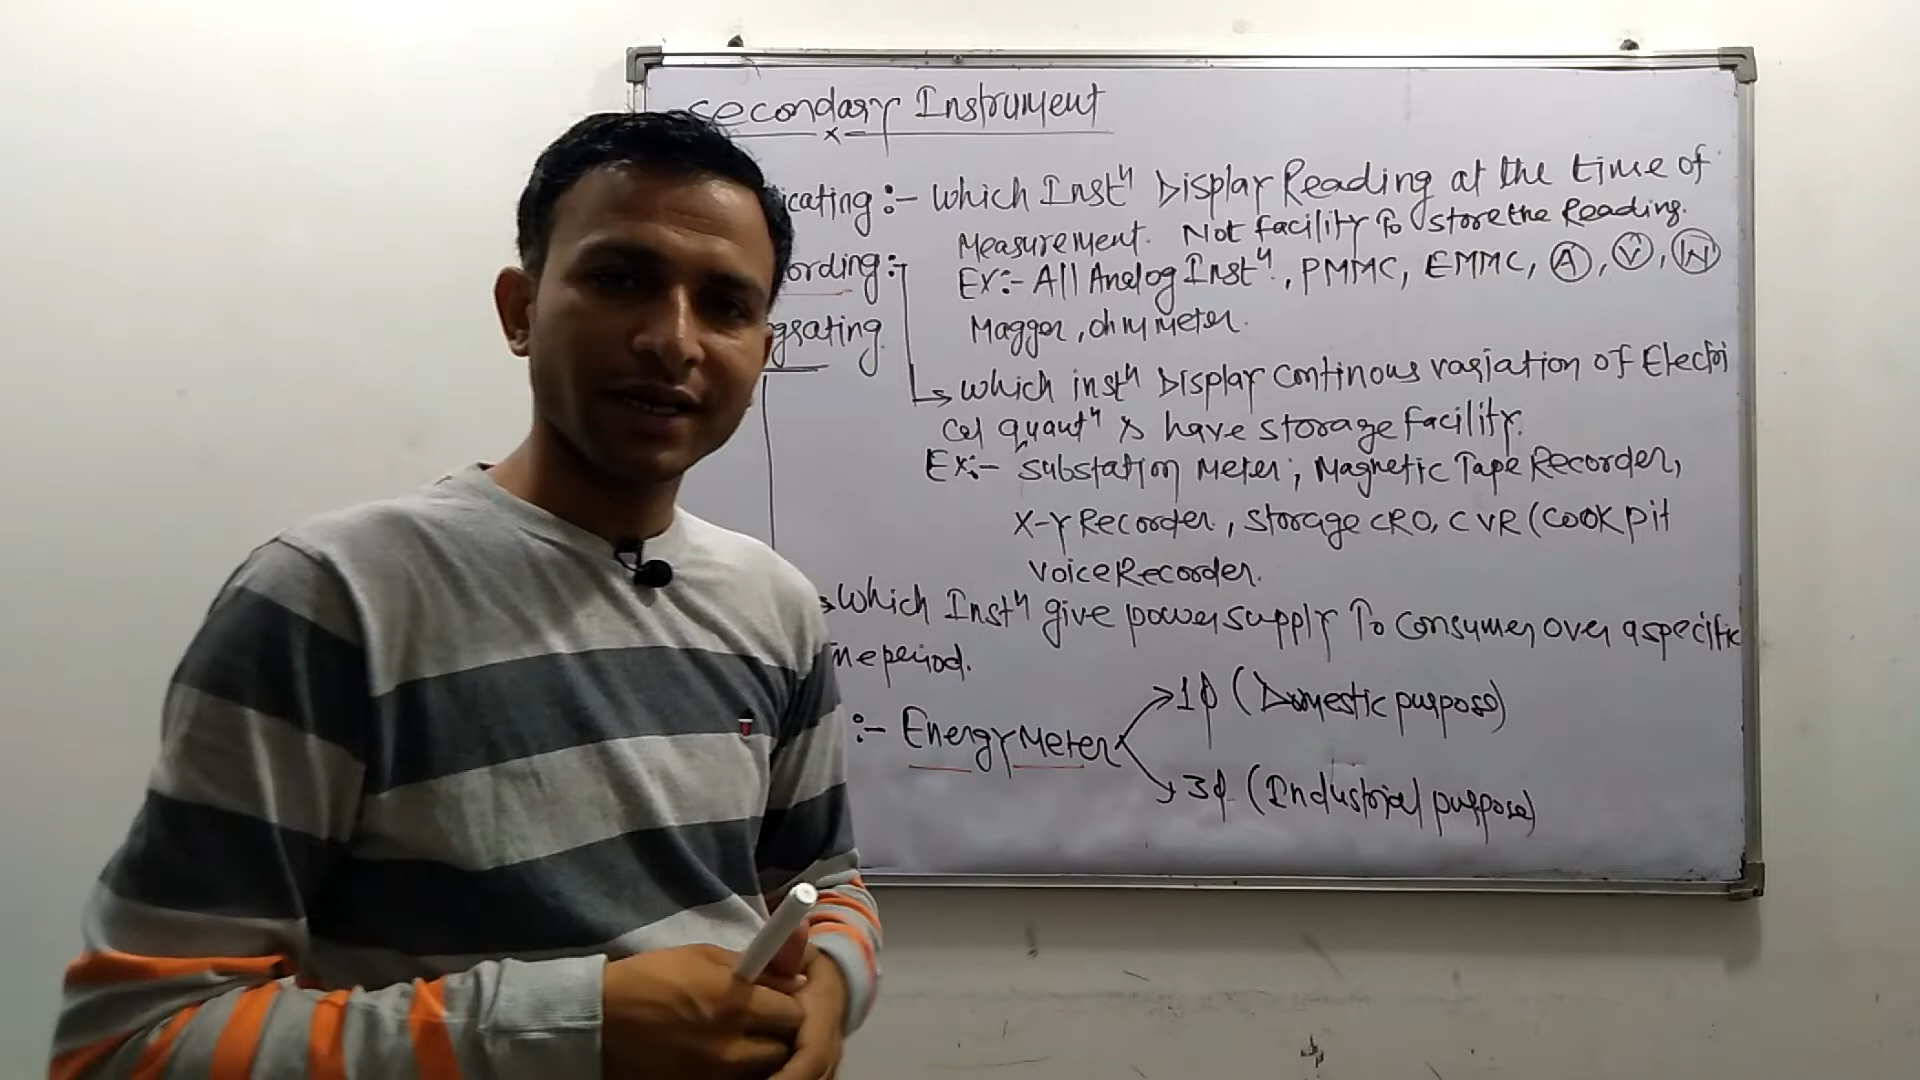 Secondary Instrument
x
icating :- Which Instⁿ Display Reading at the time of
Measurement. Not facility To store the Reading.
ording :-
Ex:- All Analog Instⁿ, PMMC, EMMC, A, V, W
grating
Magger, ohmmeter.
which instⁿ Display continous variation of Electri
cal quantⁿ & have storage facility.
Ex:- Substation Meter, Magnetic Tape Recorder,
X-Y Recorder, Storage CRO, CVR (Cook pit
Voice Recorder.
Which Instⁿ give power supply To consumer over a specific
me period.
:- Energy Meter
1φ (Domestic purpose)
3φ (Industrial purpose)